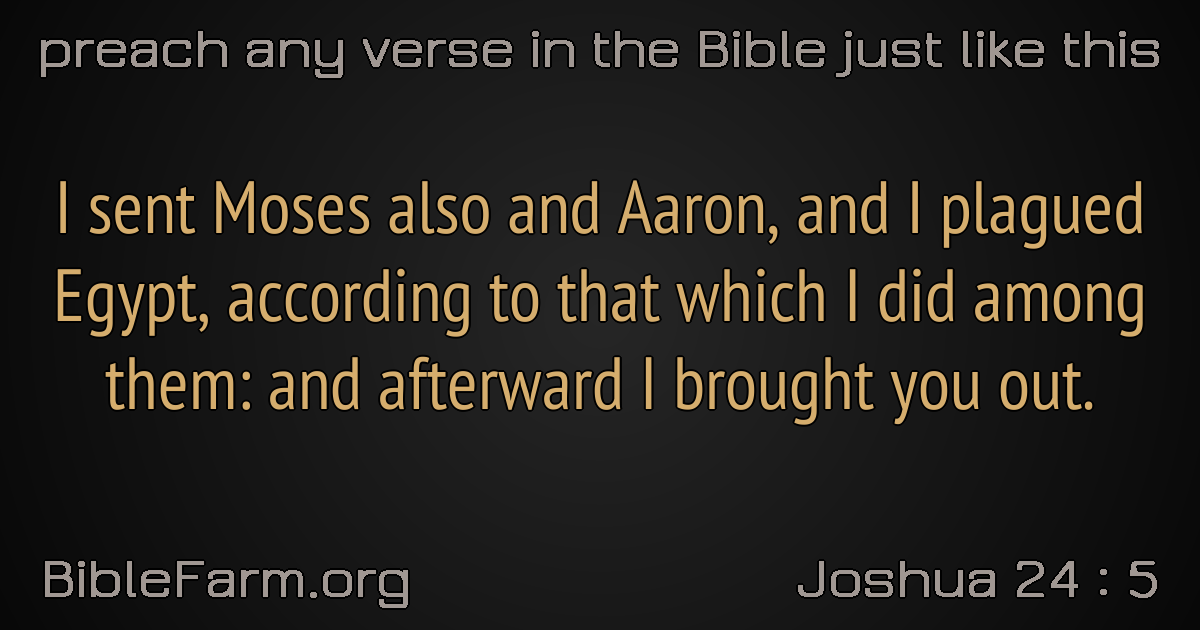 preach any verse in the Bible just like this
I sent Moses also and Aaron, and I plagued
Egypt, according to that which I did among
them: and afterward I brought you out.
BibleFarm.org
Joshua 24 : 5